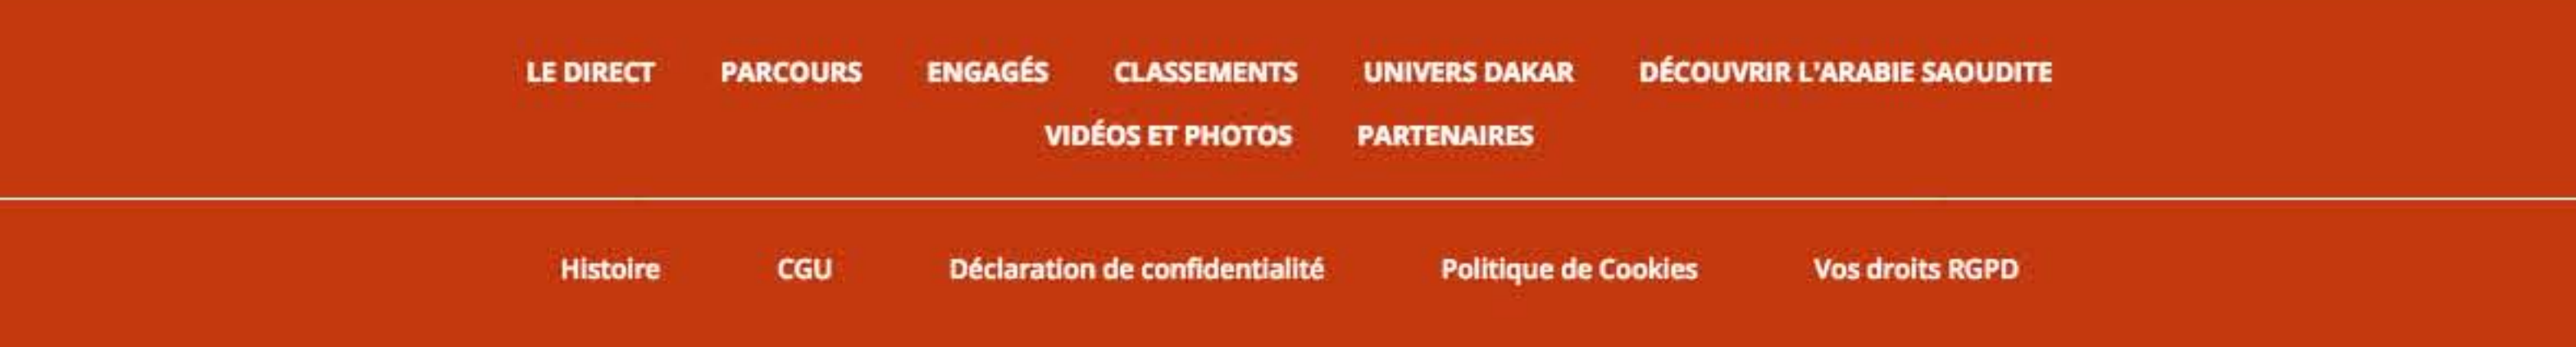 LE DIRECT PARCOURS ENGAGÉS CLASSEMENTS UNIVERS DAKAR DÉCOUVRIR L'ARABIE SAOUDITE
VIDÉOS ET PHOTOS PARTENAIRES
Histoire CGU Déclaration de confidentialité Politique de Cookies Vos droits RGPD